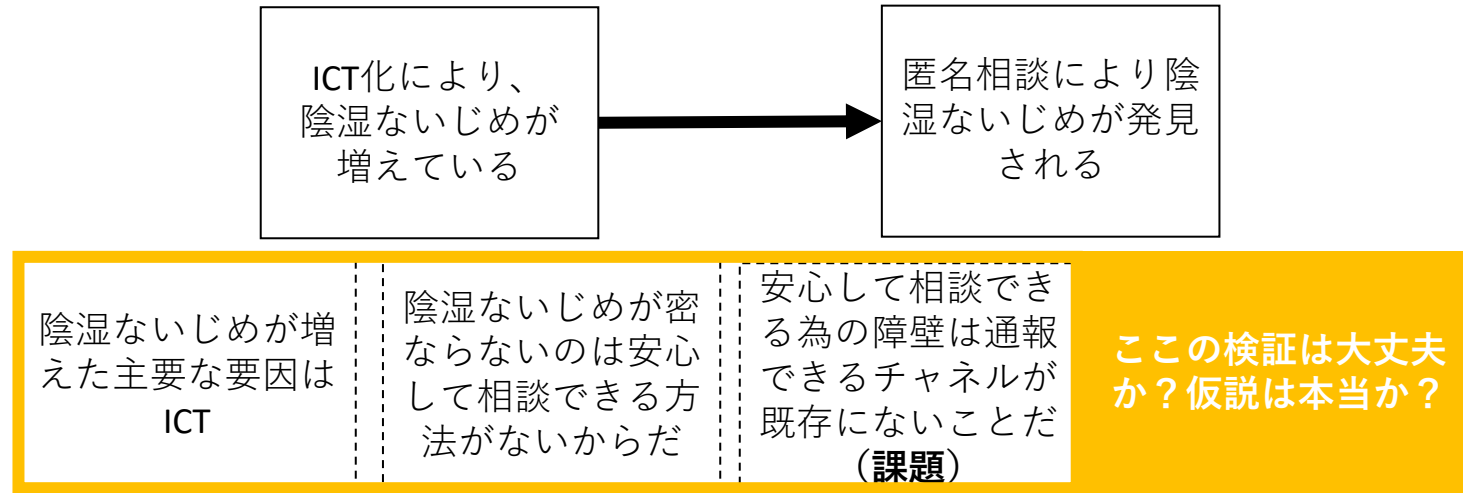 ICT化により、
陰湿ないじめが
増えている
匿名相談により陰
湿ないじめが発見
される
陰湿ないじめが増
えた主要な要因は
ICT
陰湿ないじめが密
ならないのは安心
して相談できる方
法がないからだ
安心して相談でき
る為の障壁は通報
できるチャネルが
既存にないことだ
（課題）
ここの検証は大丈夫
か？仮説は本当か？